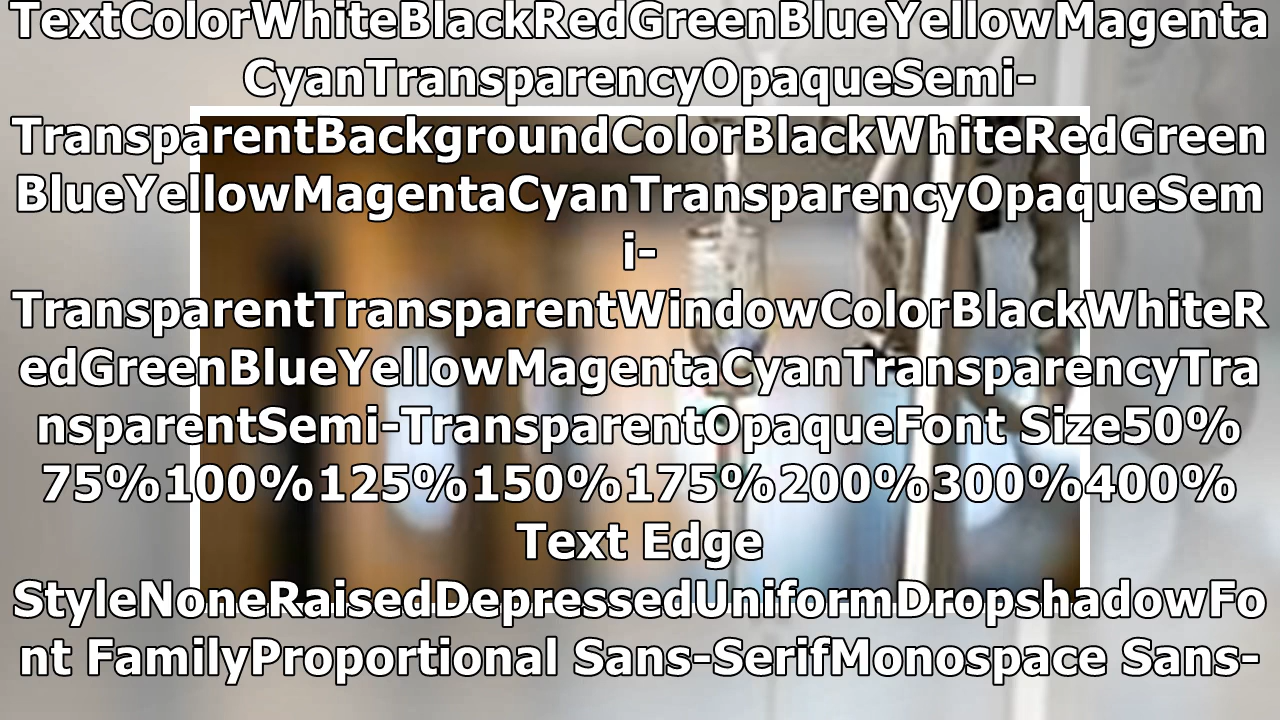 TextColorWhiteBlackRedGreenBlueYellowMagenta
CyanTransparencyOpaqueSemi-
TransparentBackgroundColorBlackWhiteRedGreen
BlueYellowMagentaCyanTransparencyOpaqueSem
i-
TransparentTransparentWindowColorBlackWhiteR
edGreenBlueYellowMagentaCyanTransparencyTra
nsparentSemi-TransparentOpaqueFont Size50%
75%100%125%150%175%200%300%400%
Text Edge
StyleNoneRaisedDepressedUniformDropshadowFo
nt FamilyProportional Sans-SerifMonospace Sans-